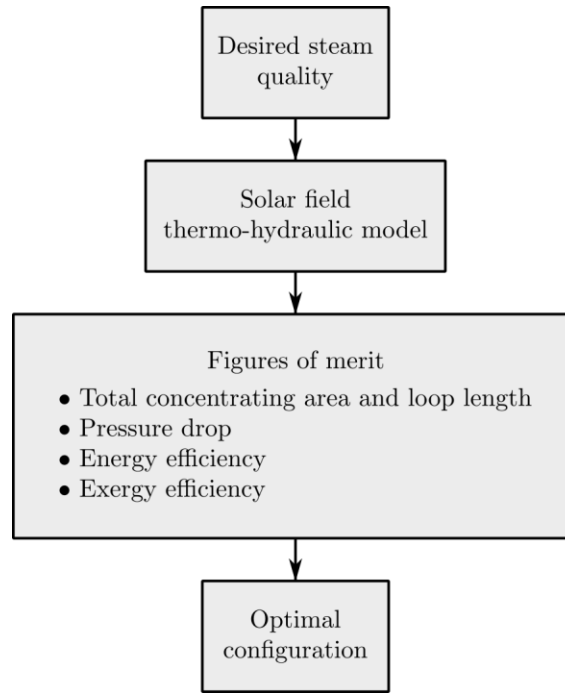 Desired steam
quality
Solar field
thermo-hydraulic model
Figures of merit
• Total concentrating area and loop length
• Pressure drop
• Energy efficiency
• Exergy efficiency
Optimal
configuration